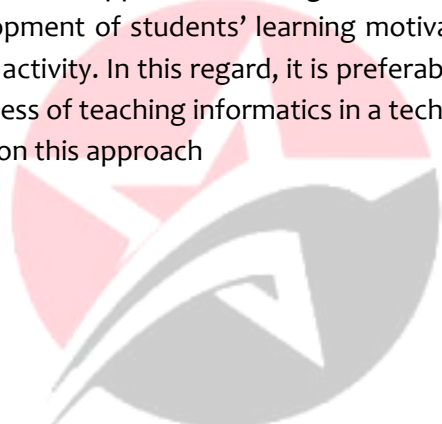 opment of students’ learning motiva
activity. In this regard, it is preferab
ess of teaching informatics in a tech
on this approach